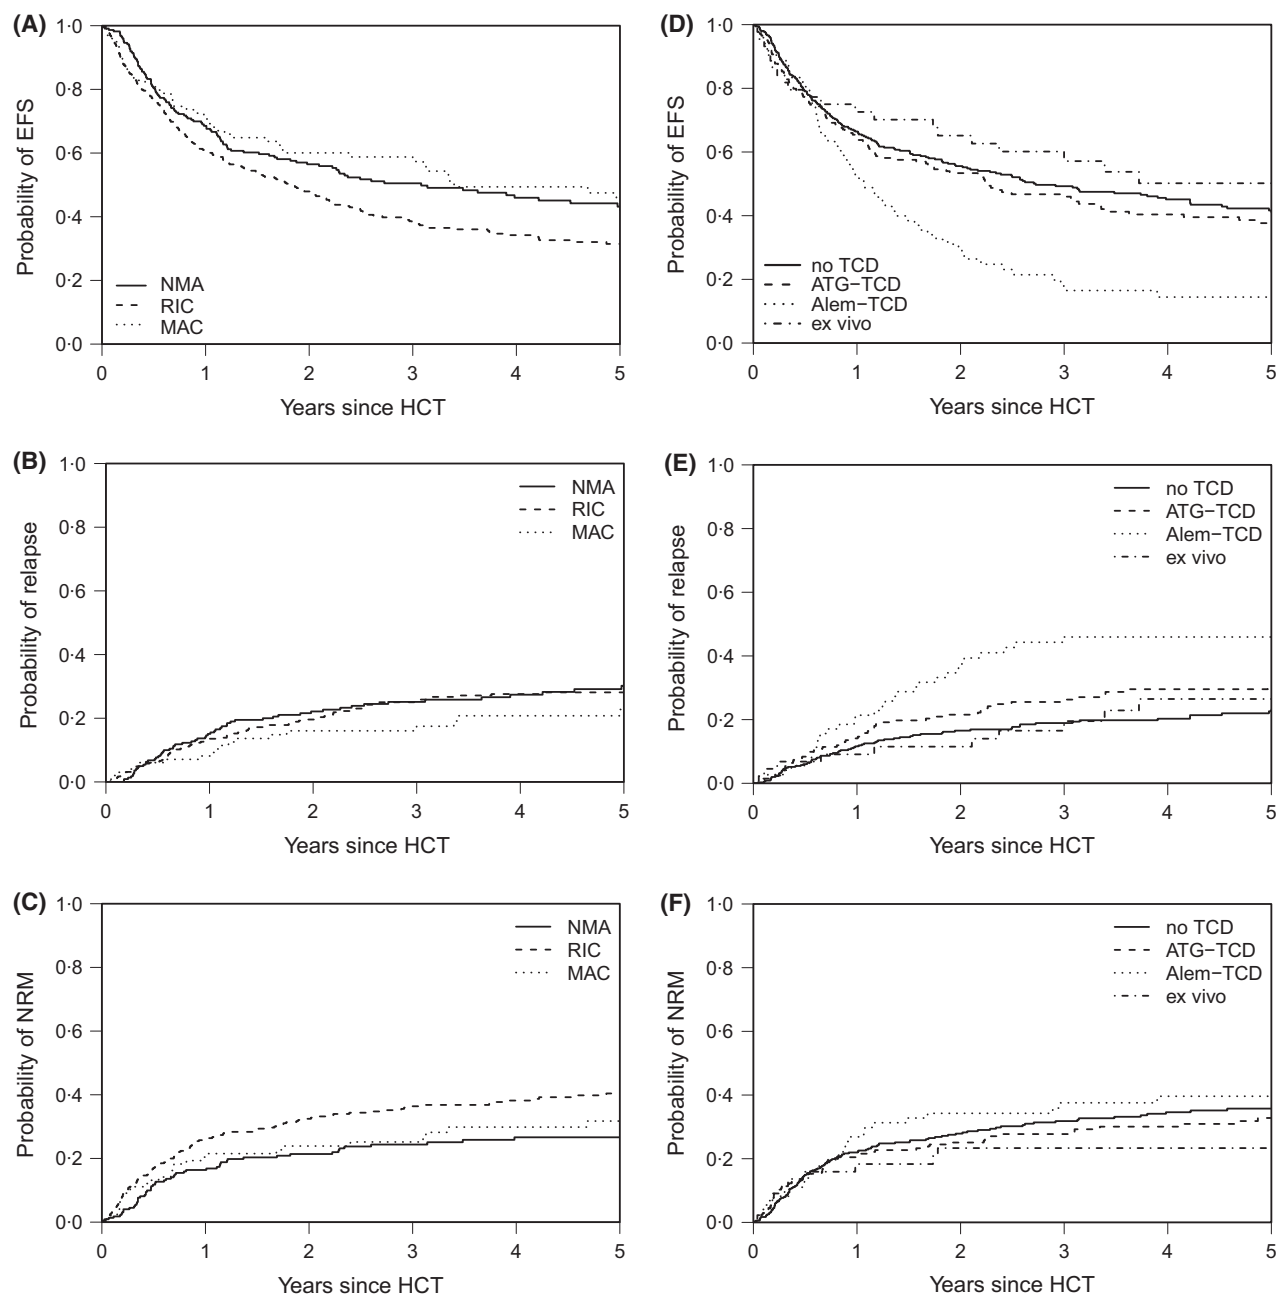 (A)
Probability of EFS
1·0
0·8
0·6
0·4
0·2
0·0
NMA
RIC
MAC
0 1 2 3 4 5
Years since HCT
(D)
Probability of EFS
1·0
0·8
0·6
0·4
0·2
0·0
no TCD
ATG−TCD
Alem−TCD
ex vivo
0 1 2 3 4 5
Years since HCT
(B)
Probability of relapse
1·0
0·8
0·6
0·4
0·2
0·0
NMA
RIC
MAC
0 1 2 3 4 5
Years since HCT
(E)
Probability of relapse
1·0
0·8
0·6
0·4
0·2
0·0
no TCD
ATG−TCD
Alem−TCD
ex vivo
0 1 2 3 4 5
Years since HCT
(C)
Probability of NRM
1·0
0·8
0·6
0·4
0·2
0·0
NMA
RIC
MAC
0 1 2 3 4 5
Years since HCT
(F)
Probability of NRM
1·0
0·8
0·6
0·4
0·2
0·0
no TCD
ATG−TCD
Alem−TCD
ex vivo
0 1 2 3 4 5
Years since HCT